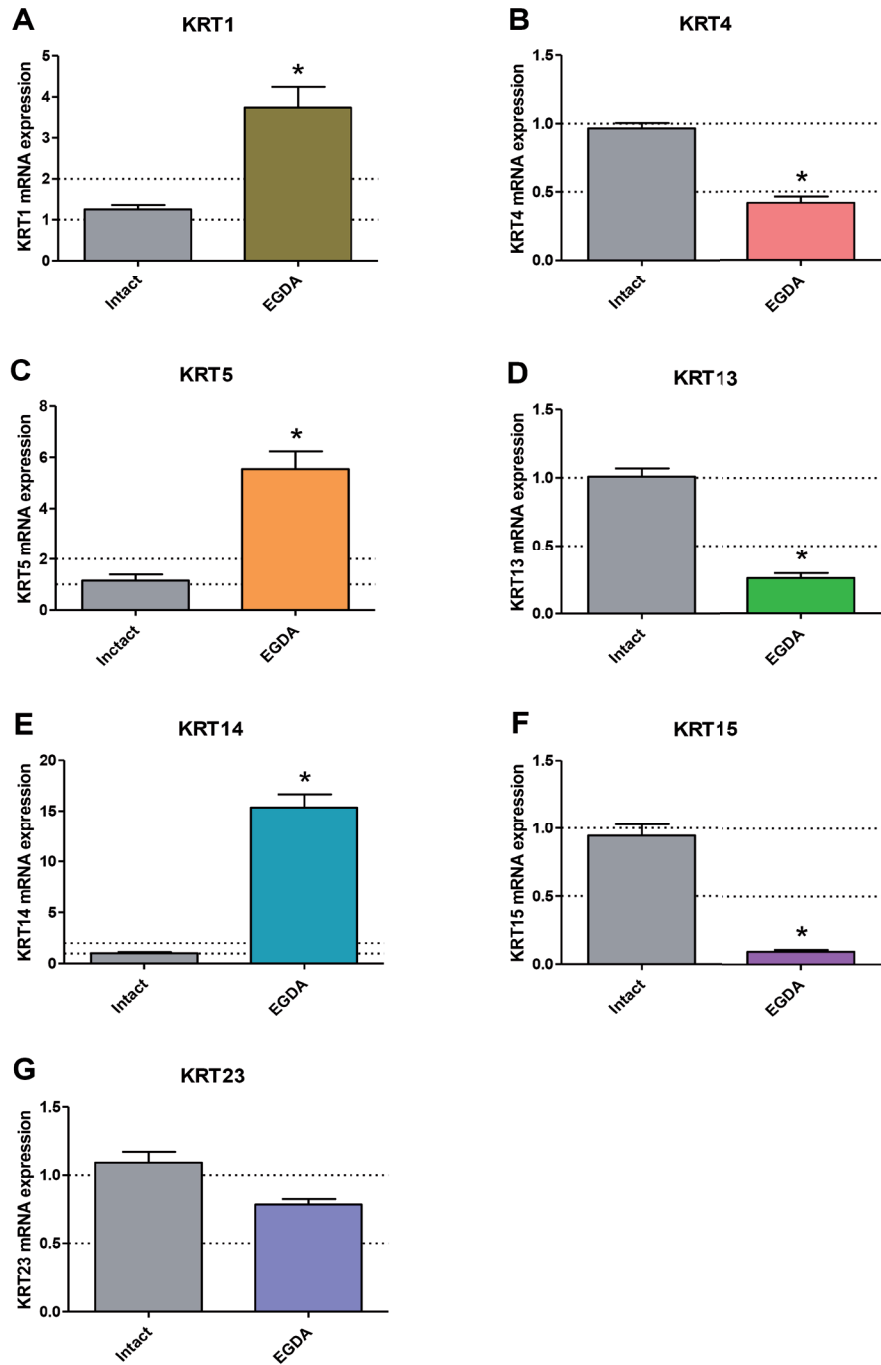 A
KRT1
KRT1 mRNA expression
5
4
3
2
1
0
*
Intact
EGDA
B
KRT4
KRT4 mRNA expression
1.5
1.0
0.5
0.0
*
Intact
EGDA
C
KRT5
KRT5 mRNA expression
8
6
4
2
0
*
Inctact
EGDA
D
KRT13
KRT13 mRNA expression
1.5
1.0
0.5
0.0
*
Intact
EGDA
E
KRT14
KRT14 mRNA expression
20
15
10
5
0
*
Intact
EGDA
F
KRT15
KRT15 mRNA expression
1.5
1.0
0.5
0.0
*
Intact
EGDA
G
KRT23
KRT23 mRNA expression
1.5
1.0
0.5
0.0
Intact
EGDA